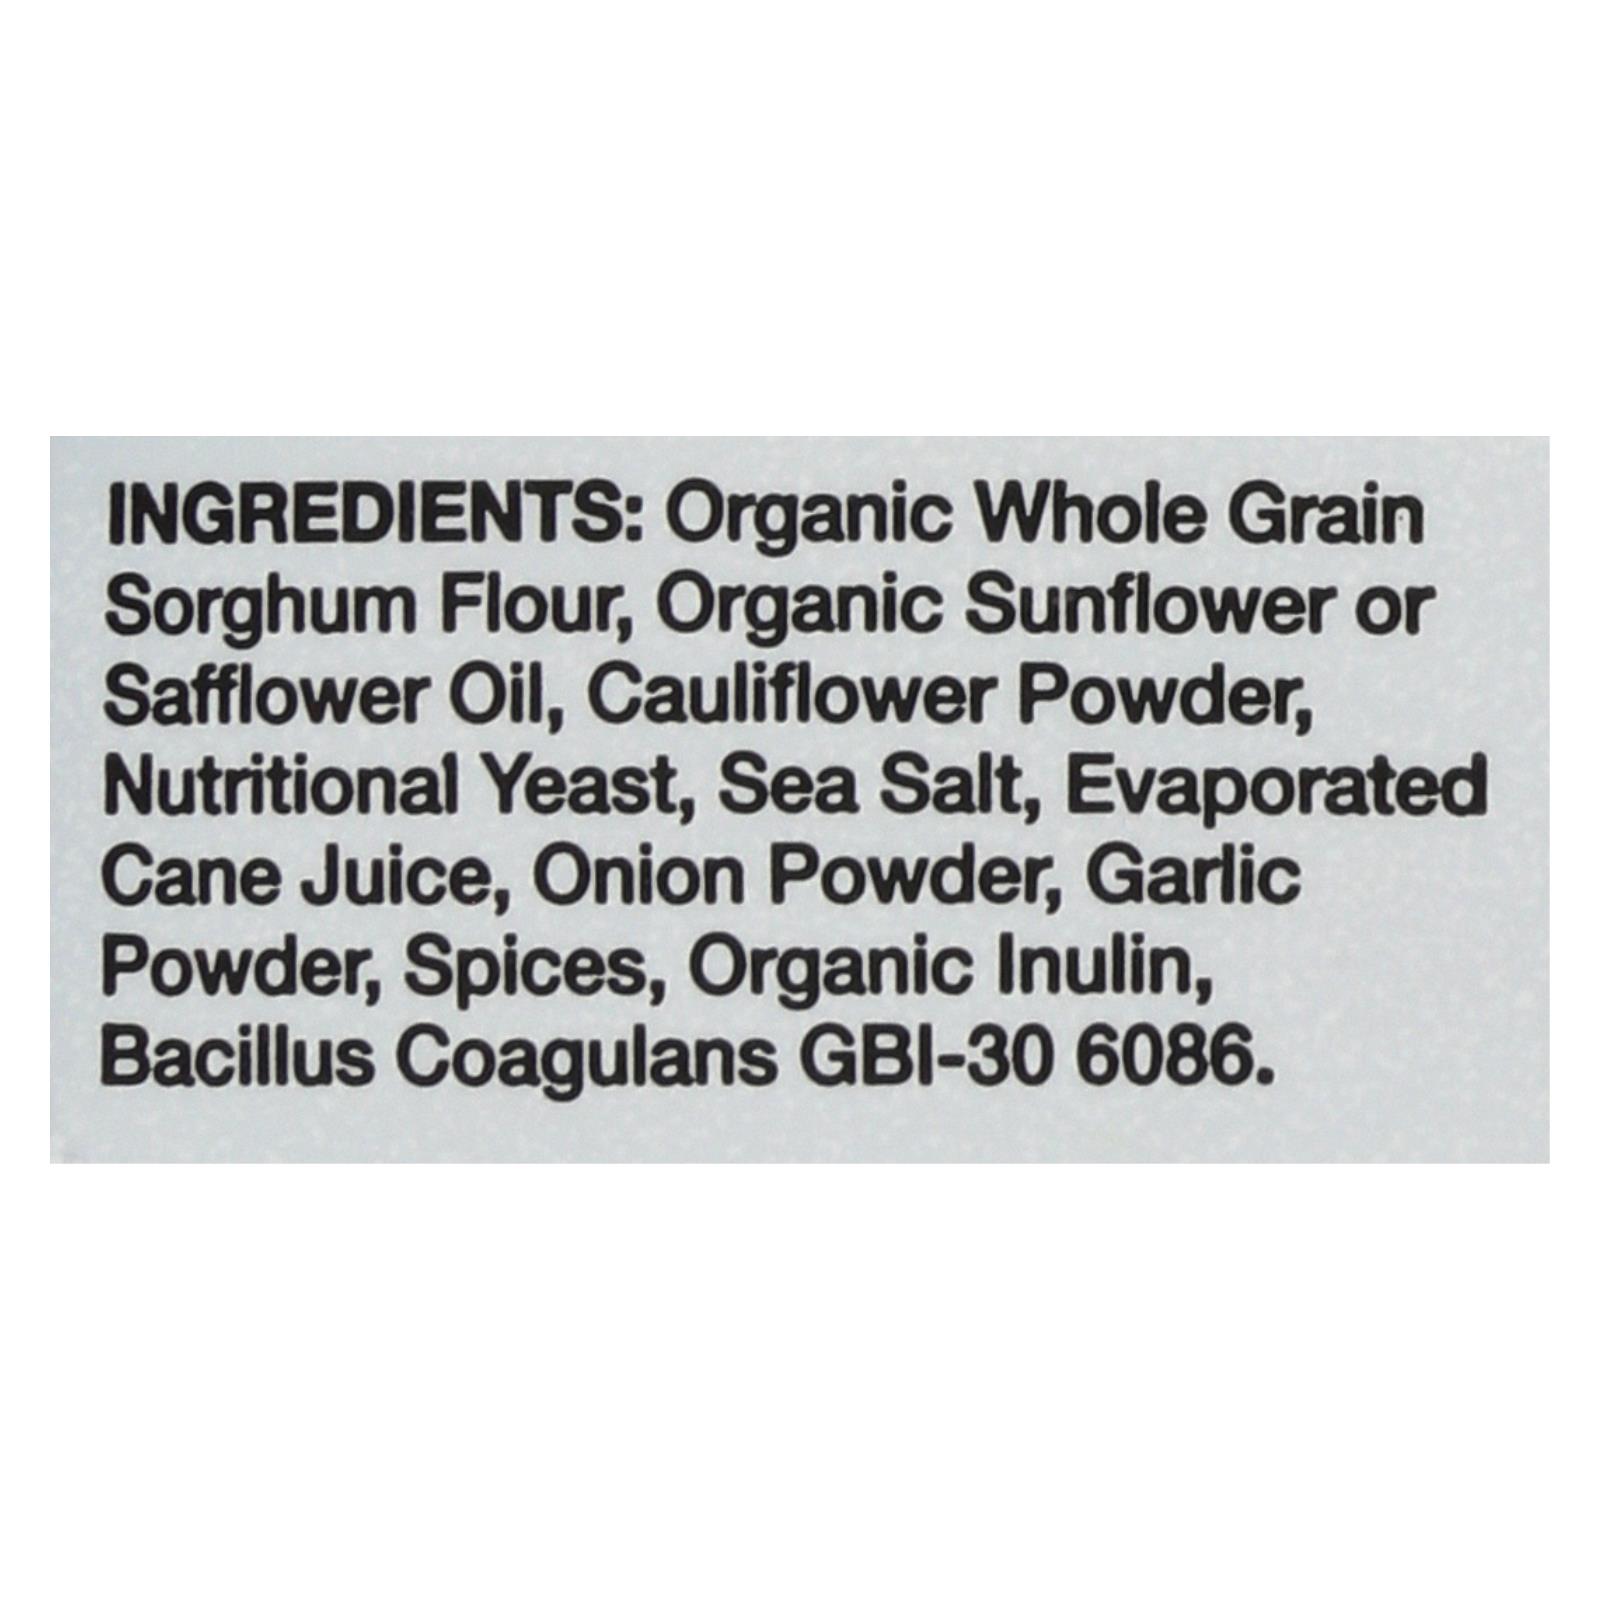 INGREDIENTS: Organic Whole Grain
Sorghum Flour, Organic Sunflower or
Safflower Oil, Cauliflower Powder,
Nutritional Yeast, Sea Salt, Evaporated
Cane Juice, Onion Powder, Garlic
Powder, Spices, Organic Inulin,
Bacillus Coagulans GBI-30 6086.